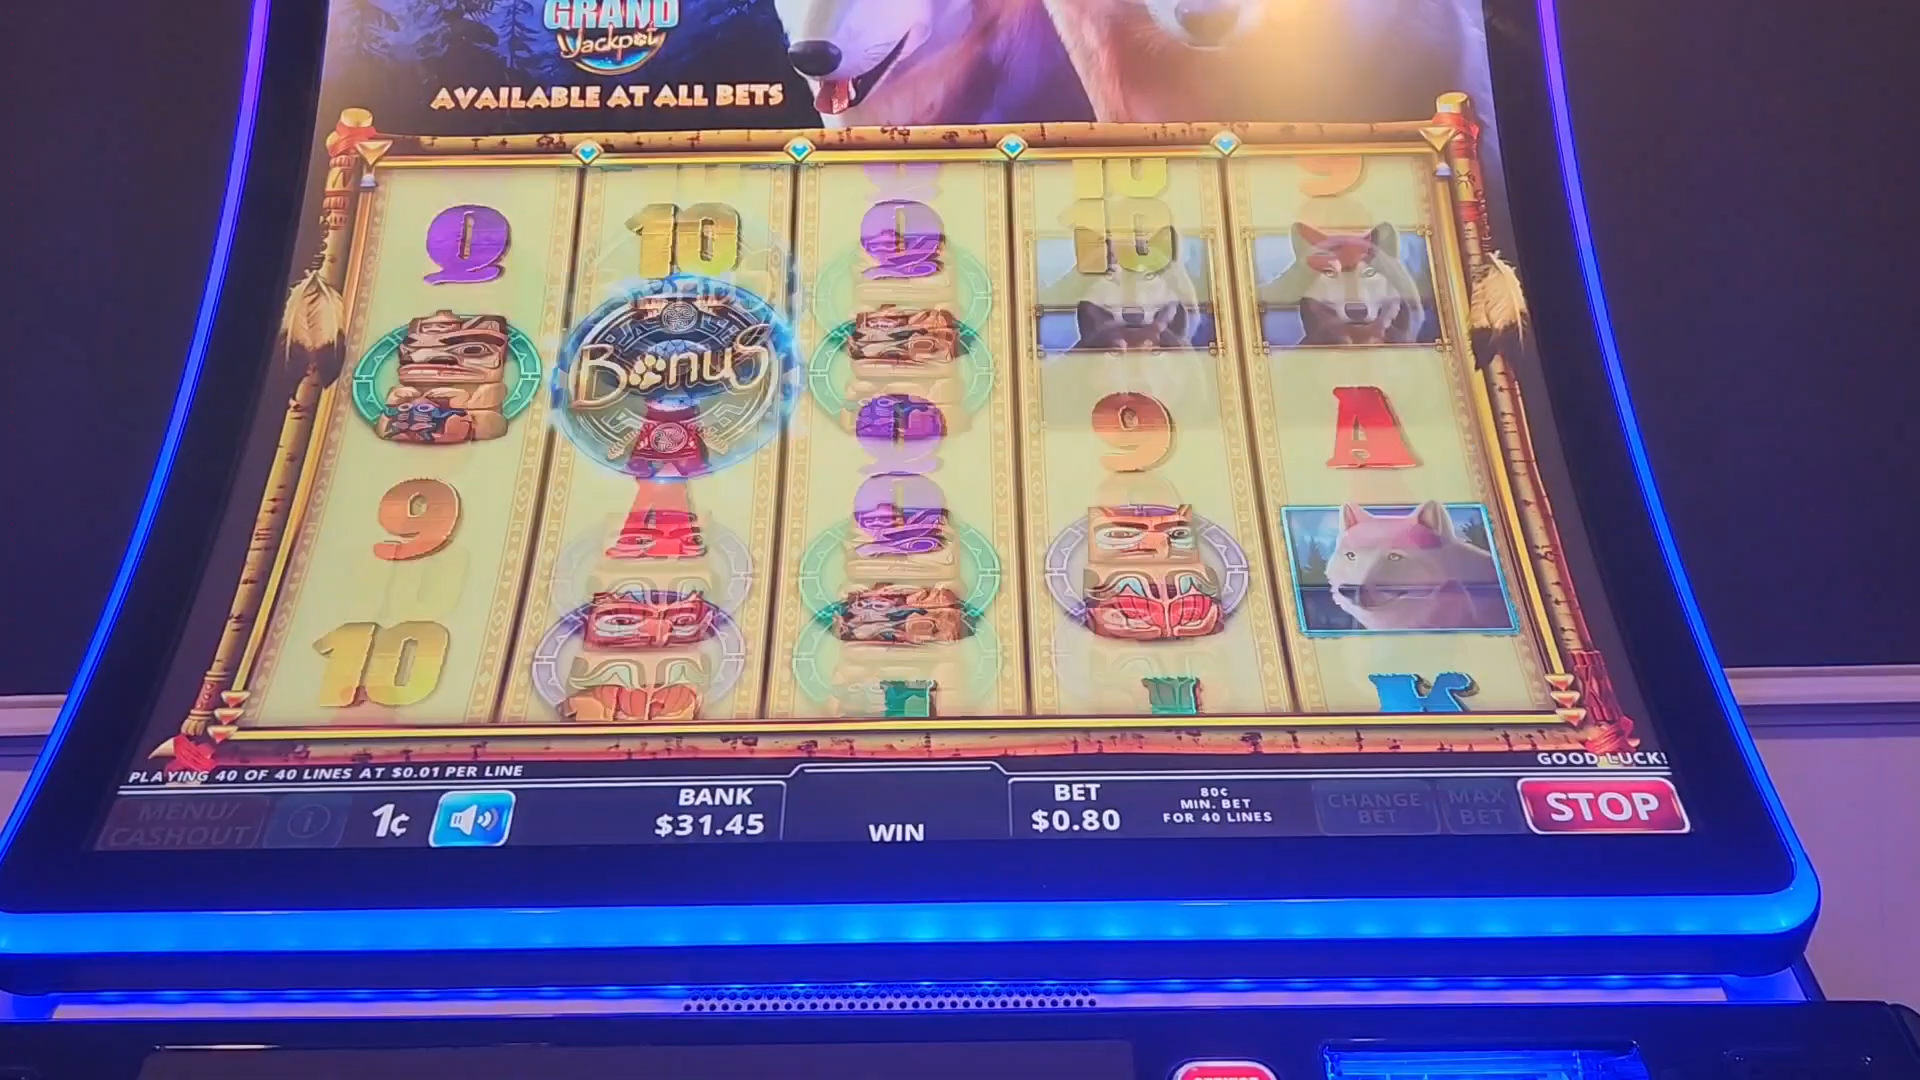 GRAND
Jackpot
AVAILABLE AT ALL BETS
Q 10 Q 10 9
Bonus
Q 9 A
9 A Q
10 J J K
PLAYING 40 OF 40 LINES AT $0.01 PER LINE
GOOD LUCK!
MENU/
CASHOUT
i
1¢
BANK
$31.45
WIN
BET
$0.80
80¢
MIN. BET
FOR 40 LINES
CHANGE
BET
MAX
BET
STOP